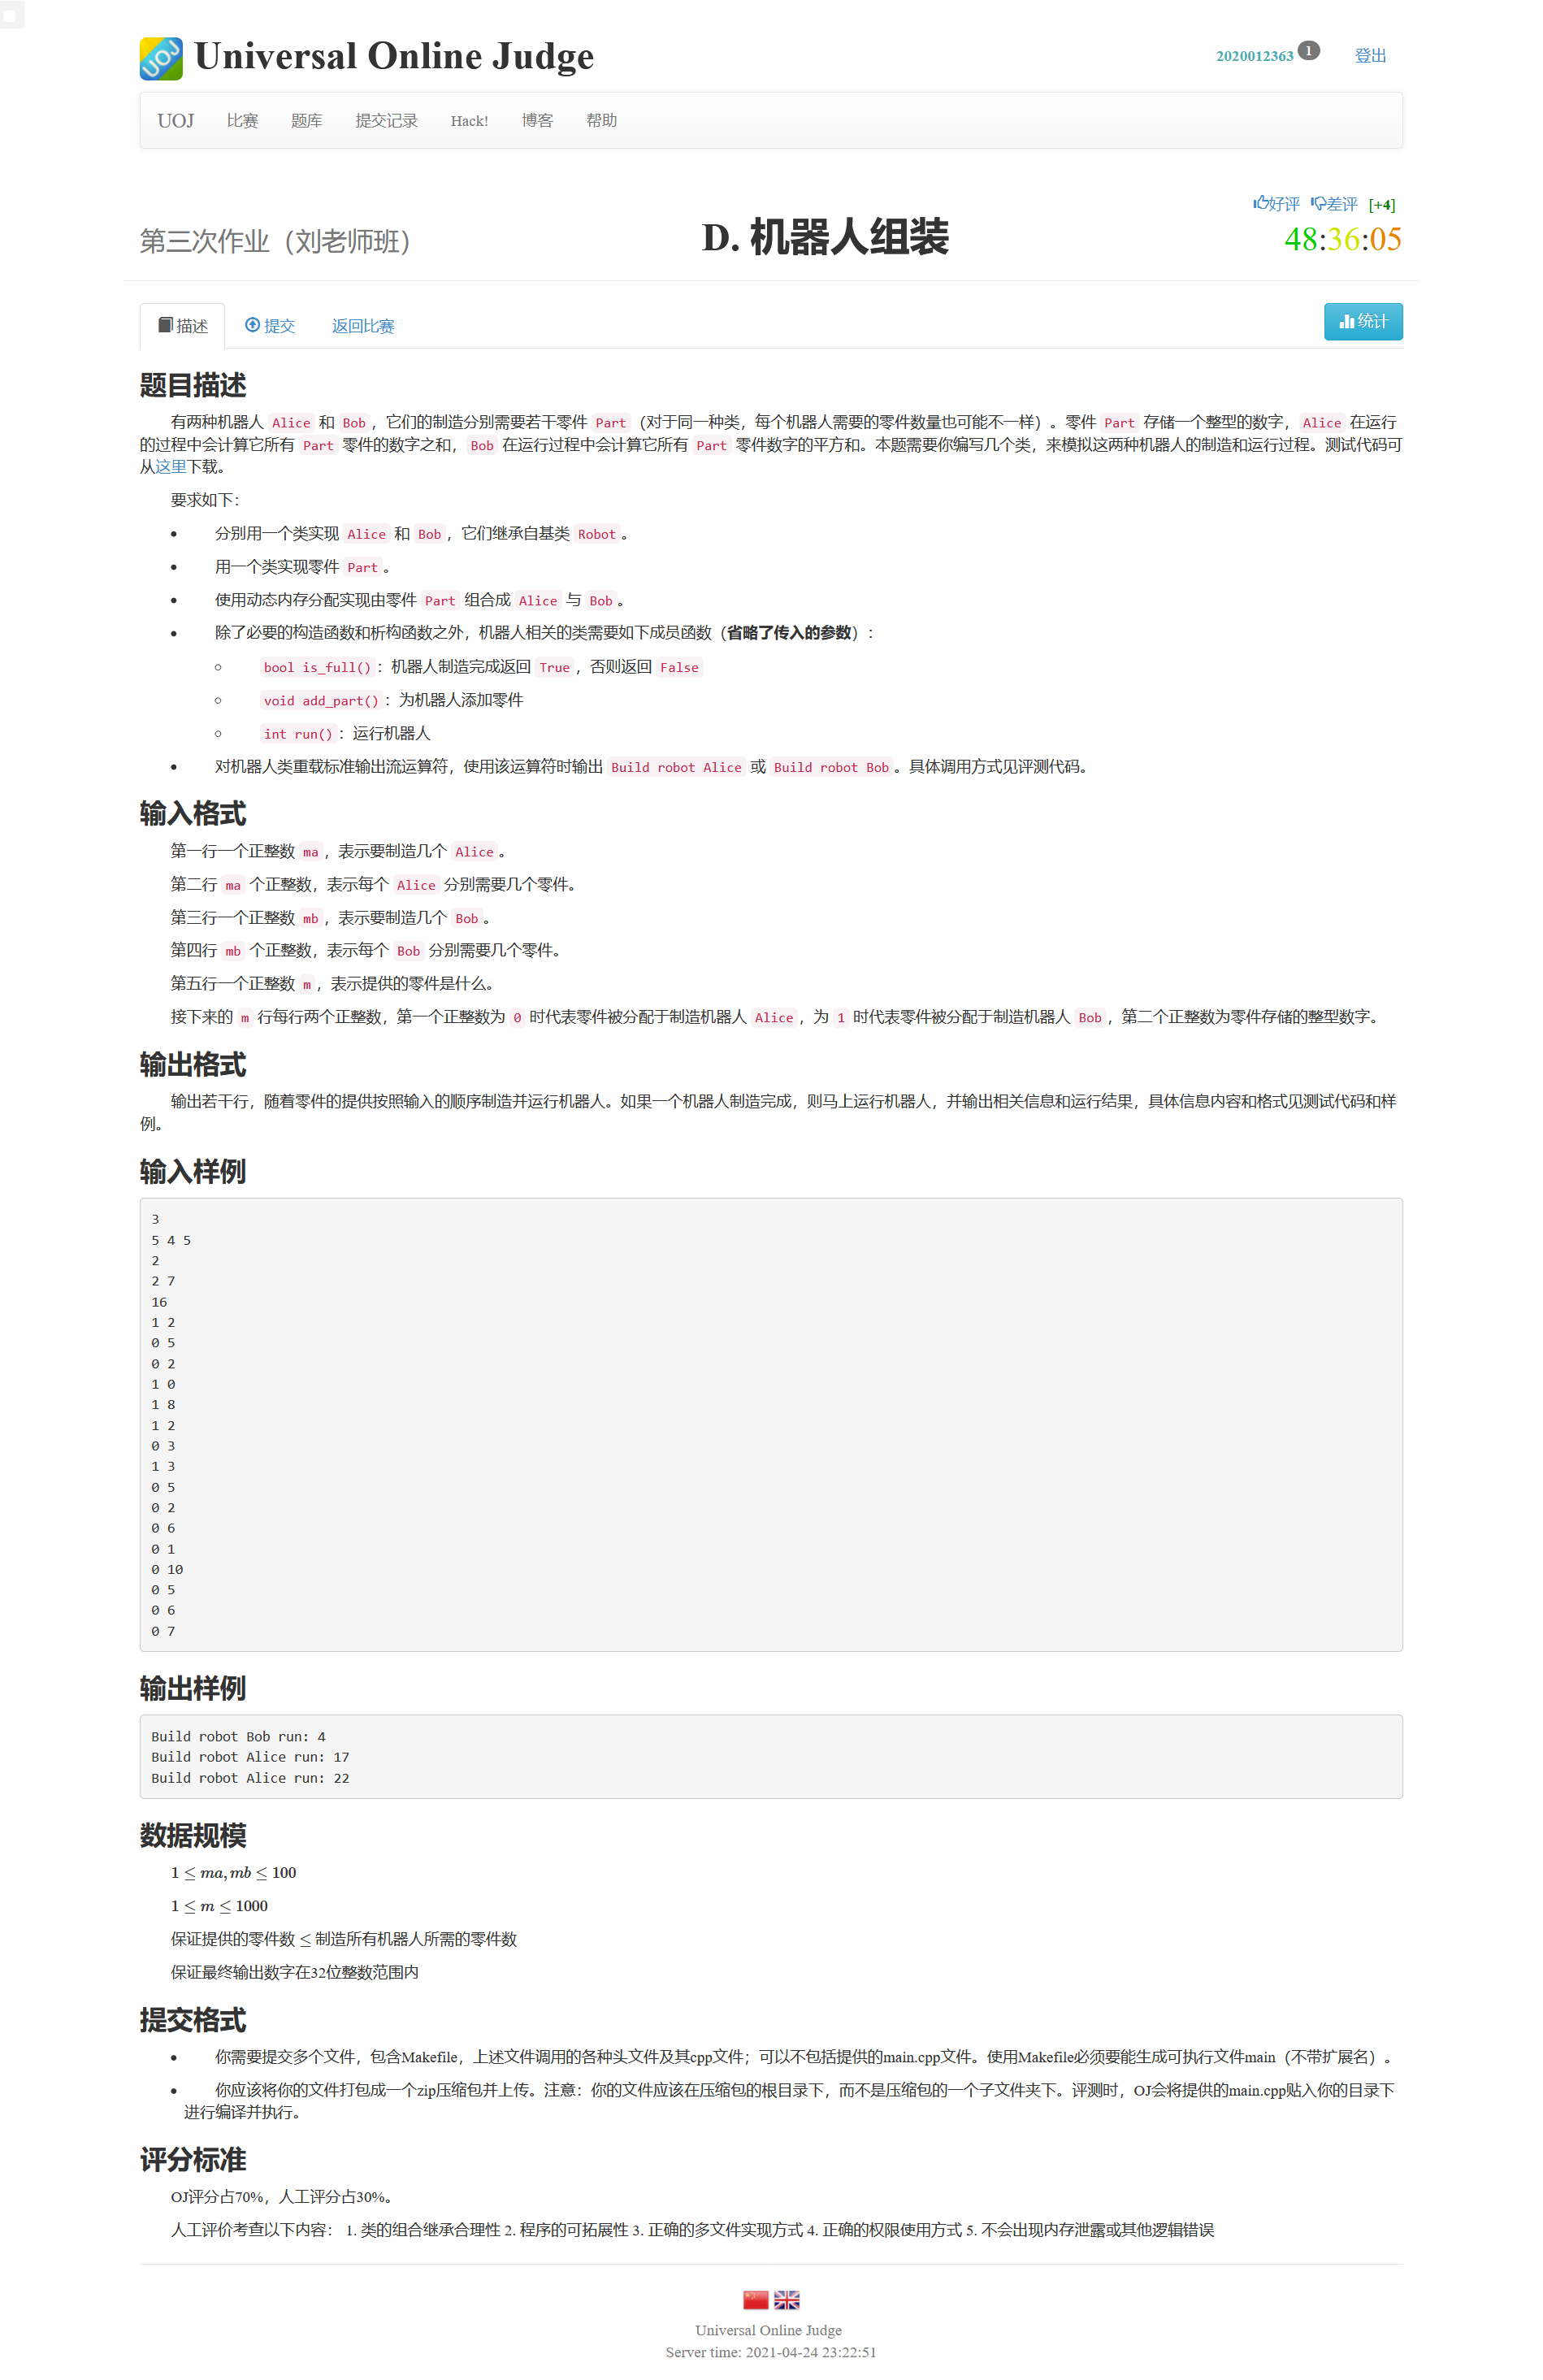 UOJ Universal Online Judge
2020012363 1 登出
UOJ 比赛 题库 提交记录 Hack! 博客 帮助
好评 差评 [+4]
第三次作业（刘老师班） D. 机器人组装 48:36:05
描述 提交 返回比赛 统计
题目描述
有两种机器人 Alice 和 Bob，它们的制造分别需要若干零件 Part（对于同一种类，每个机器人需要的零件数量也可能不一样）。零件 Part 存储一个整型的数字，Alice 在运行
的过程中会计算它所有 Part 零件的数字之和，Bob 在运行过程中会计算它所有 Part 零件数字的平方和。本题需要你编写几个类，来模拟这两种机器人的制造和运行过程。测试代码可
从这里下载。
要求如下：
• 分别用一个类实现 Alice 和 Bob，它们继承自基类 Robot。
• 用一个类实现零件 Part。
• 使用动态内存分配实现由零件 Part 组合成 Alice 与 Bob。
• 除了必要的构造函数和析构函数之外，机器人相关的类需要如下成员函数（省略了传入的参数）：
○ bool is_full()：机器人制造完成返回 True，否则返回 False
○ void add_part()：为机器人添加零件
○ int run()：运行机器人
• 对机器人类重载标准输出流运算符，使用该运算符时输出 Build robot Alice 或 Build robot Bob。具体调用方式见评测代码。
输入格式
第一行一个正整数 ma，表示要制造几个 Alice。
第二行 ma 个正整数，表示每个 Alice 分别需要几个零件。
第三行一个正整数 mb，表示要制造几个 Bob。
第四行 mb 个正整数，表示每个 Bob 分别需要几个零件。
第五行一个正整数 m，表示提供的零件是什么。
接下来的 m 行每行两个正整数，第一个正整数为 0 时代表零件被分配于制造机器人 Alice，为 1 时代表零件被分配于制造机器人 Bob，第二个正整数为零件存储的整型数字。
输出格式
输出若干行，随着零件的提供按照输入的顺序制造并运行机器人。如果一个机器人制造完成，则马上运行机器人，并输出相关信息和运行结果，具体信息内容和格式见测试代码和样
例。
输入样例
3
5 4 5
2
2 7
16
1 2
0 5
0 2
1 0
1 8
1 2
0 3
1 3
0 5
0 2
0 6
0 1
0 10
0 5
0 6
0 7
输出样例
Build robot Bob run: 4
Build robot Alice run: 17
Build robot Alice run: 22
数据规模
1 ≤ ma, mb ≤ 100
1 ≤ m ≤ 1000
保证提供的零件数 ≤ 制造所有机器人所需的零件数
保证最终输出数字在32位整数范围内
提交格式
• 你需要提交多个文件，包含Makefile，上述文件调用的各种头文件及其cpp文件；可以不包括提供的main.cpp文件。使用Makefile必须要能生成可执行文件main（不带扩展名）。
• 你应该将你的文件打包成一个zip压缩包并上传。注意：你的文件应该在压缩包的根目录下，而不是压缩包的一个子文件夹下。评测时，OJ会将提供的main.cpp贴入你的目录下
进行编译并执行。
评分标准
OJ评分占70%，人工评分占30%。
人工评价考查以下内容： 1. 类的组合继承合理性 2. 程序的可拓展性 3. 正确的多文件实现方式 4. 正确的权限使用方式 5. 不会出现内存泄露或其他逻辑错误
Universal Online Judge
Server time: 2021-04-24 23:22:51